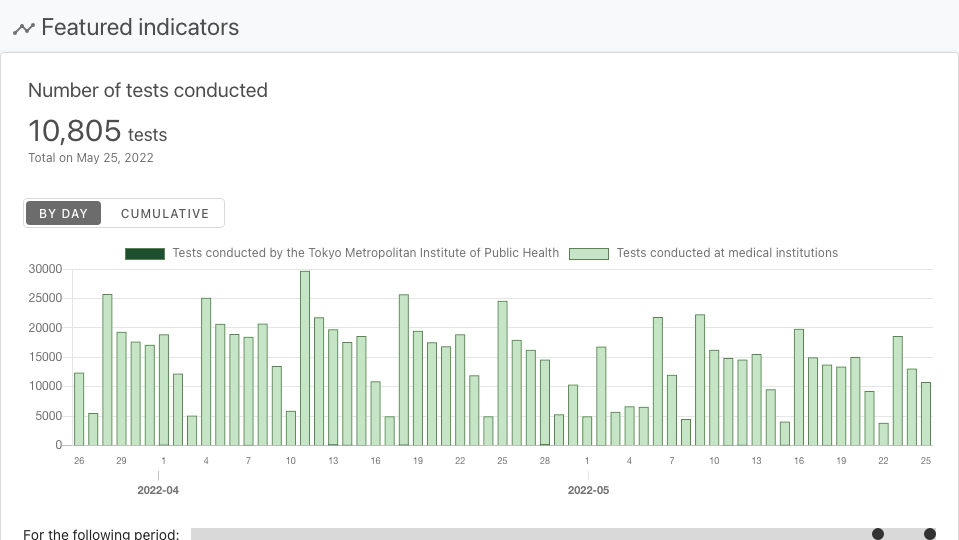 Featured indicators
Number of tests conducted
10,805 tests
Total on May 25, 2022
BY DAY CUMULATIVE
Tests conducted by the Tokyo Metropolitan Institute of Public Health Tests conducted at medical institutions
30000
25000
20000
15000
10000
5000
0
26 29 1 4 7 10 13 16 19 22 25 28 1 4 7 10 13 16 19 22 25
2022-04 2022-05
For the following period: